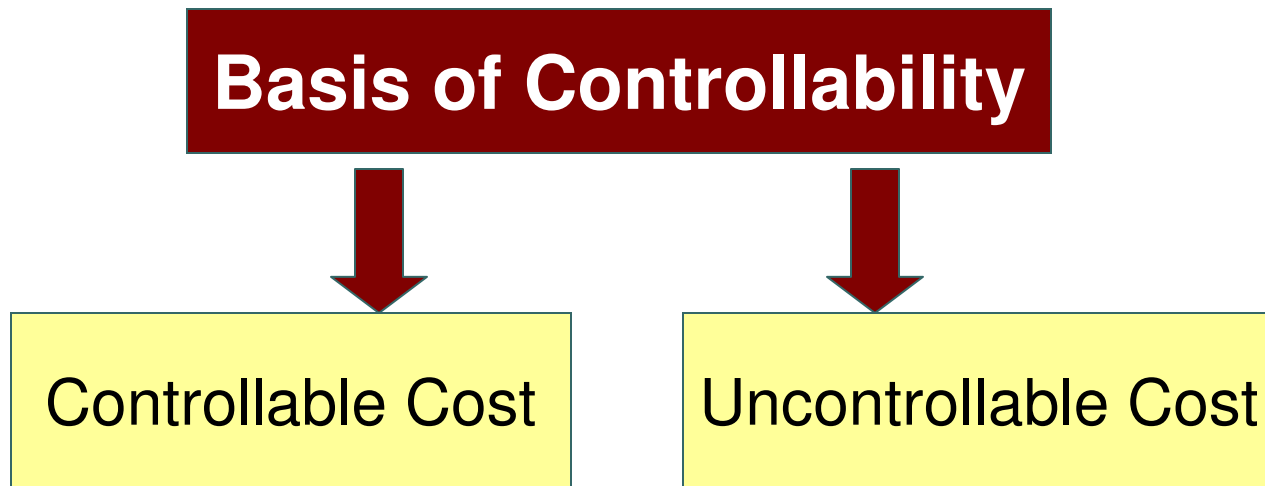 Basis of Controllability
Controllable Cost
Uncontrollable Cost